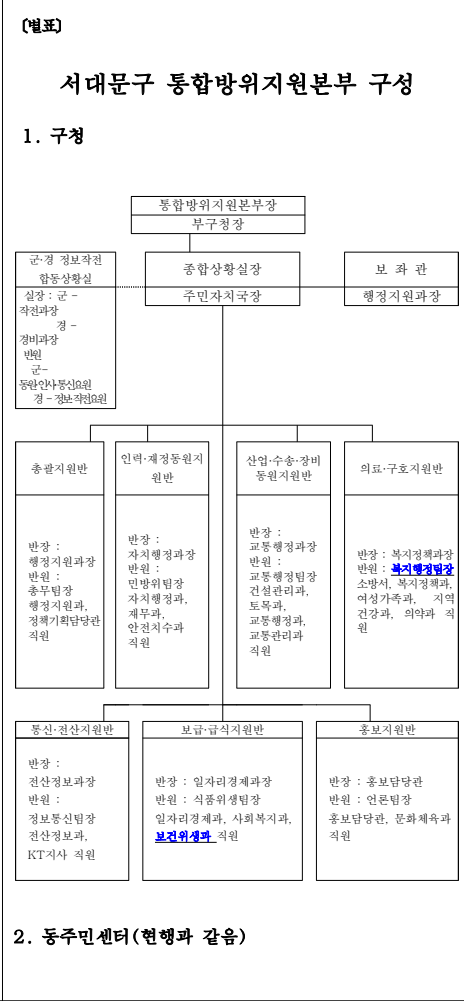 [별표]
서대문구 통합방위지원본부 구성
1. 구청
통합방위지원본부장
부구청장
군·경 정보작전
합동상황실
실장 : 군 -
작전과장
경 -
경비과장
반원
군-
동원·인사·통신요원
경 - 정보·작전요원
종합상황실장
주민자치국장
보 좌 관
행정지원과장
총괄지원반
반장 :
행정지원과장
반원 :
총무팀장
행정지원과,
정책기획담당관
직원
인력·재정동원지
원반
반장 :
자치행정과장
반원 :
민방위팀장
자치행정과,
재무과,
안전치수과
직원
산업·수송·장비
동원지원반
반장 :
교통행정과장
반원 :
교통행정팀장
건설관리과,
토목과,
교통행정과,
교통관리과
직원
의료·구호지원반
반장 : 복지정책과장
반원 : 복지행정팀장
소방서, 복지정책과,
여성가족과, 지역
건강과, 의약과 직
원
통신·전산지원반
반장 :
전산정보과장
반원 :
정보통신팀장
전산정보과,
KT지사 직원
보급·급식지원반
반장 : 일자리경제과장
반원 : 식품위생팀장
일자리경제과, 사회복지과,
보건위생과 직원
홍보지원반
반장 : 홍보담당관
반원 : 언론팀장
홍보담당관, 문화체육과
직원
2. 동주민센터(현행과 같음)